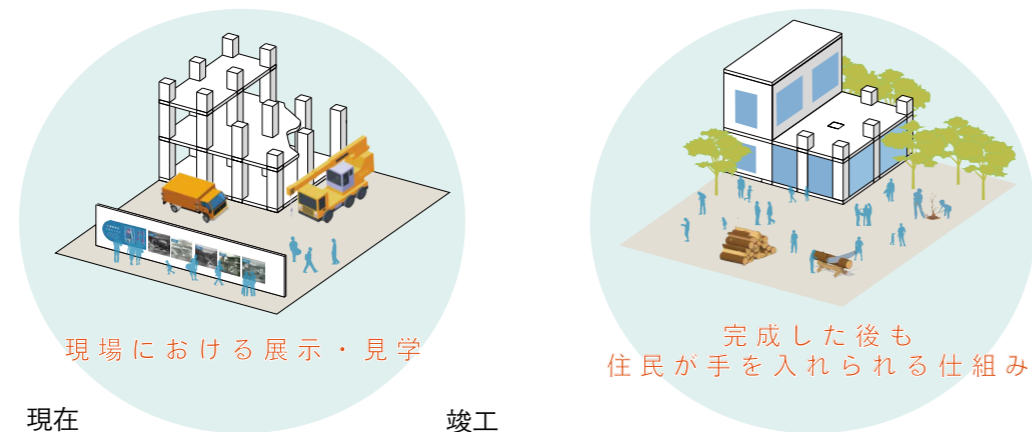 現場における展示・見学
完成した後も
住民が手を入れられる仕組み
現在
竣工